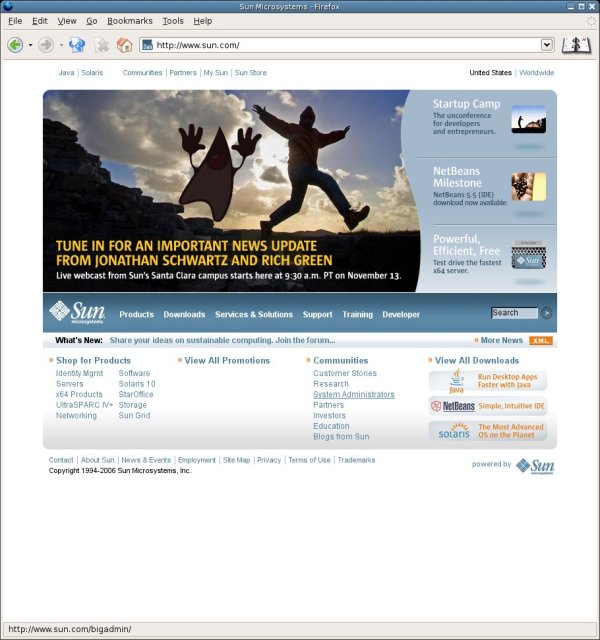 Sun Microsystems - Firefox
File Edit View Go Bookmarks Tools Help
http://www.sun.com/
Java | Solaris Communities | Partners | My Sun | Sun Store United States | Worldwide
Startup Camp
The unconference
for developers
and entrepreneurs.
NetBeans
Milestone
NetBeans 5.5 (IDE)
download now available.
Powerful,
Efficient, Free
Test drive the fastest
x64 server.
TUNE IN FOR AN IMPORTANT NEWS UPDATE
FROM JONATHAN SCHWARTZ AND RICH GREEN
Live webcast from Sun's Santa Clara campus starts here at 9:30 a.m. PT on November 13.
Sun
microsystems
Products Downloads Services & Solutions Support Training Developer Search
What's New: Share your ideas on sustainable computing. Join the forum... » More News XML
» Shop for Products
Identity Mgmt
Servers
x64 Products
UltraSPARC IV+
Networking
Software
Solaris 10
StarOffice
Storage
Sun Grid
» View All Promotions
» Communities
Customer Stories
Research
System Administrators
Partners
Investors
Education
Blogs from Sun
» View All Downloads
Java
Run Desktop Apps
Faster with Java
NetBeans
Simple, Intuitive IDE
solaris
The Most Advanced
OS on the Planet
Contact | About Sun | News & Events | Employment | Site Map | Privacy | Terms of Use | Trademarks
Copyright 1994-2006 Sun Microsystems, Inc.
powered by Sun
microsystems
http://www.sun.com/bigadmin/